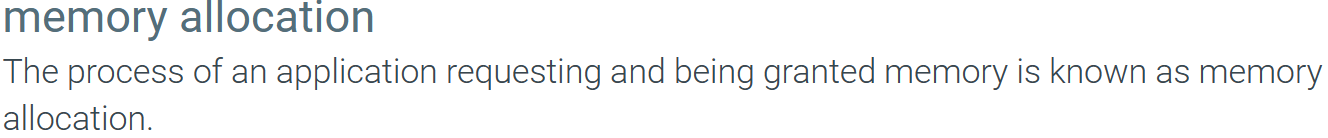 memory allocation
The process of an application requesting and being granted memory is known as memory
allocation.